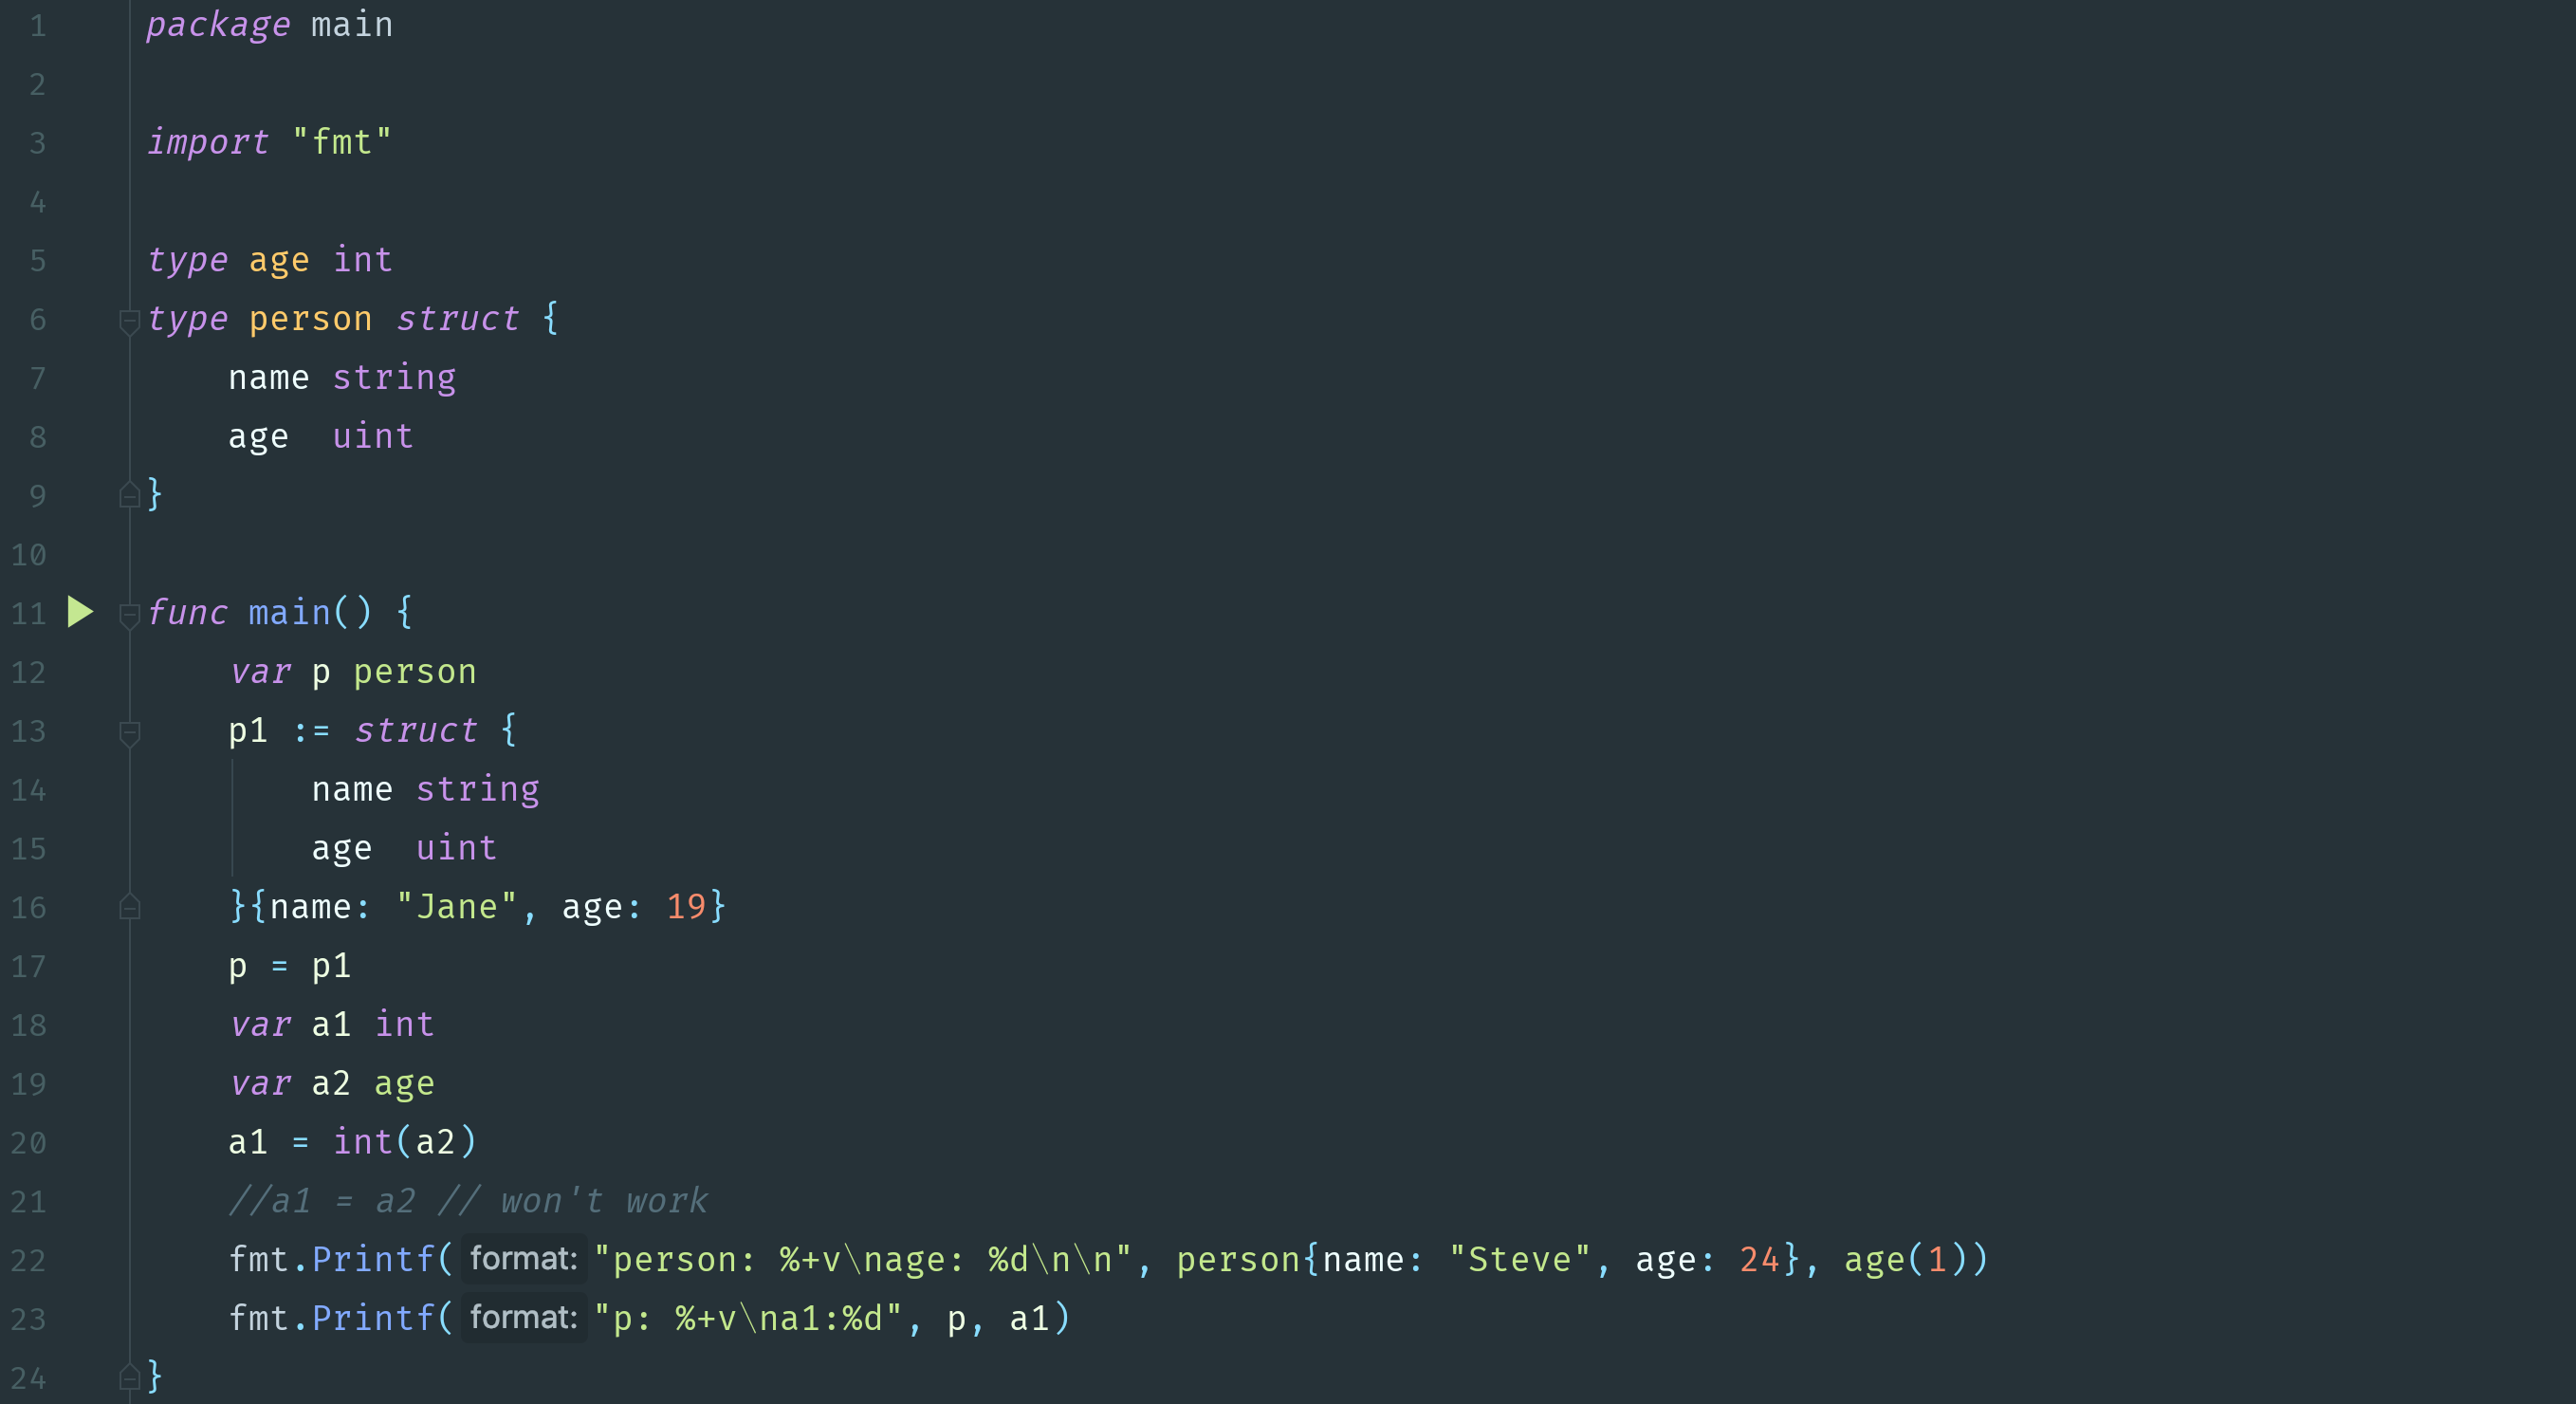 1 package main
2
3 import "fmt"
4
5 type age int
6 type person struct {
7     name string
8     age  uint
9 }
10
11 func main() {
12     var p person
13     p1 := struct {
14         name string
15         age  uint
16     }{name: "Jane", age: 19}
17     p = p1
18     var a1 int
19     var a2 age
20     a1 = int(a2)
21     //a1 = a2 // won't work
22     fmt.Printf( format: "person: %+v\nage: %d\n\n", person{name: "Steve", age: 24}, age(1))
23     fmt.Printf( format: "p: %+v\na1:%d", p, a1)
24 }